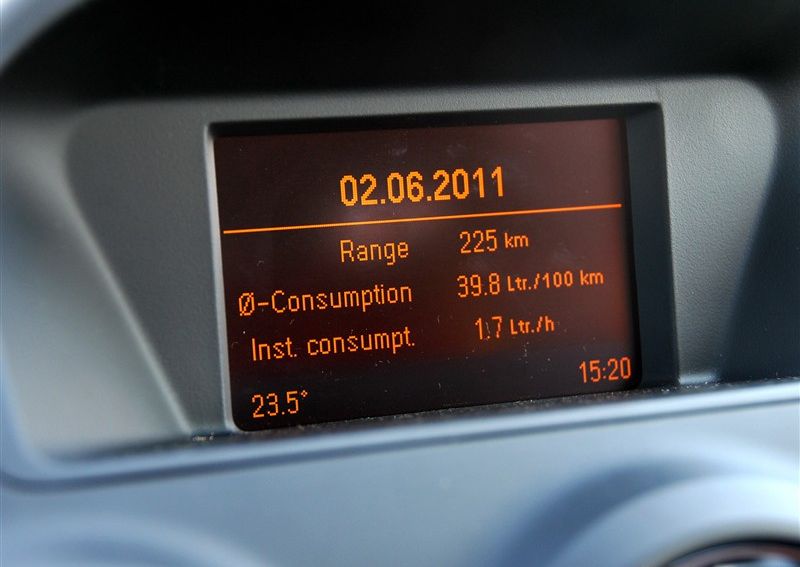 02.06.2011
Range 225 km
Ø-Consumption 39.8 Ltr./100 km
Inst. consumpt. 1.7 Ltr./h
23.5° 15:20